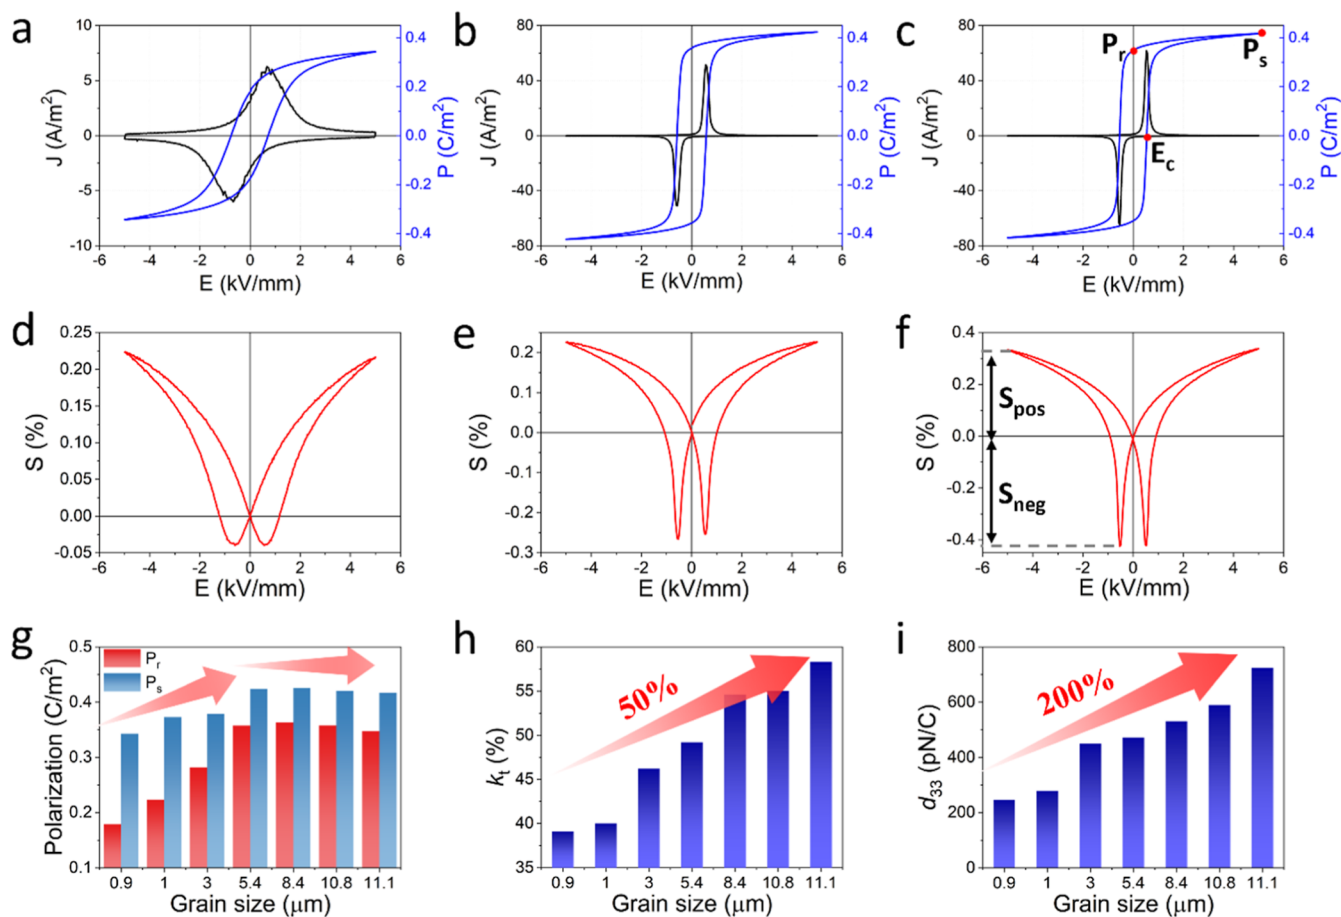 a
10
5
0
-5
-10
J (A/m²)
0.4
0.2
0.0
-0.2
-0.4
P (C/m²)
-6 -4 -2 0 2 4 6
E (kV/mm)
b
80
40
0
-40
-80
J (A/m²)
0.4
0.2
0.0
-0.2
-0.4
P (C/m²)
-6 -4 -2 0 2 4 6
E (kV/mm)
c
80
40
0
-40
-80
J (A/m²)
Pr
Ps
Ec
0.4
0.2
0.0
-0.2
-0.4
P (C/m²)
-6 -4 -2 0 2 4 6
E (kV/mm)
d
0.25
0.20
0.15
0.10
0.05
0.00
-0.05
S (%)
-6 -4 -2 0 2 4 6
E (kV/mm)
e
0.2
0.1
0.0
-0.1
-0.2
-0.3
S (%)
-6 -4 -2 0 2 4 6
E (kV/mm)
f
0.4
0.2
0.0
-0.2
-0.4
S (%)
Spos
Sneg
-6 -4 -2 0 2 4 6
E (kV/mm)
g
0.5
0.4
0.3
0.2
0.1
Polarization (C/m²)
Pr
Ps
0.9 1 3 5.4 8.4 10.8 11.1
Grain size (μm)
h
60
55
50
45
40
35
kt (%)
50%
0.9 1 3 5.4 8.4 10.8 11.1
Grain size (μm)
i
800
600
400
200
0
d33 (pN/C)
200%
0.9 1 3 5.4 8.4 10.8 11.1
Grain size (μm)